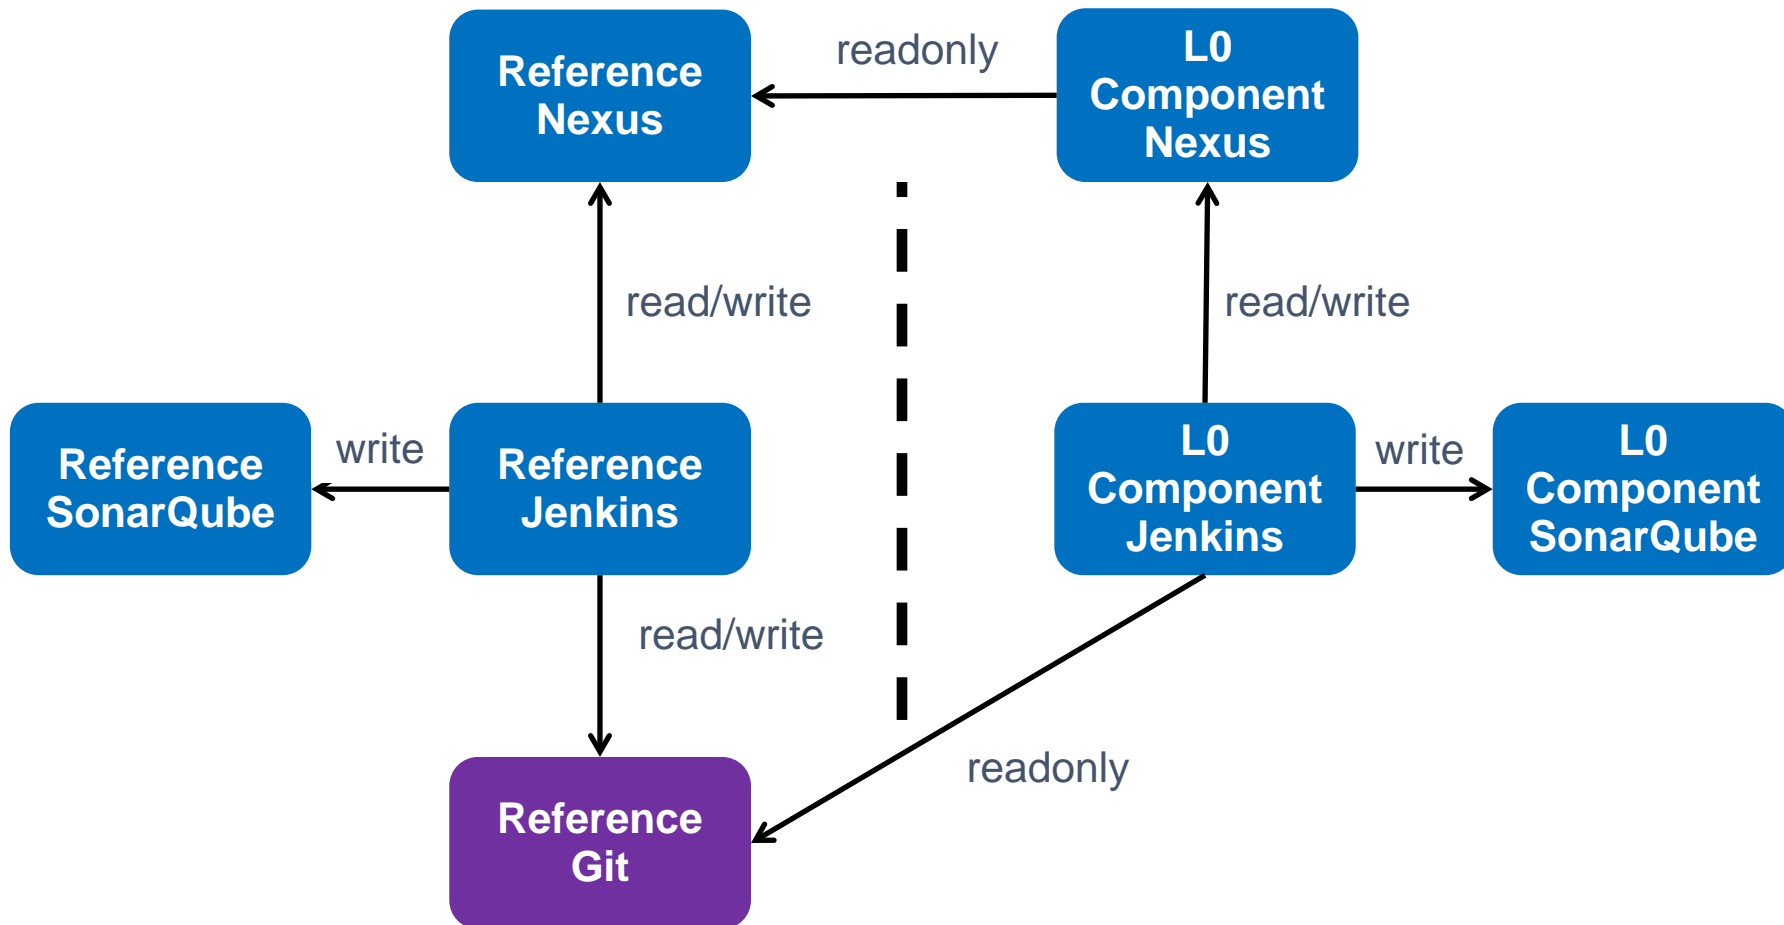 Reference
Nexus
readonly
L0
Component
Nexus
read/write
read/write
Reference
SonarQube
write
Reference
Jenkins
L0
Component
Jenkins
write
L0
Component
SonarQube
read/write
readonly
Reference
Git